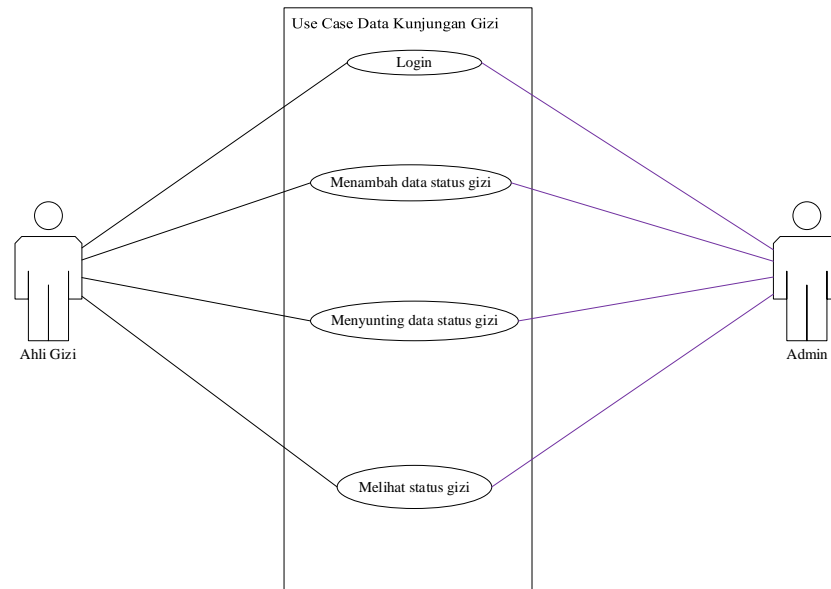 Use Case Data Kunjungan Gizi
Login
Menambah data status gizi
Menyunting data status gizi
Ahli Gizi
Admin
Melihat status gizi